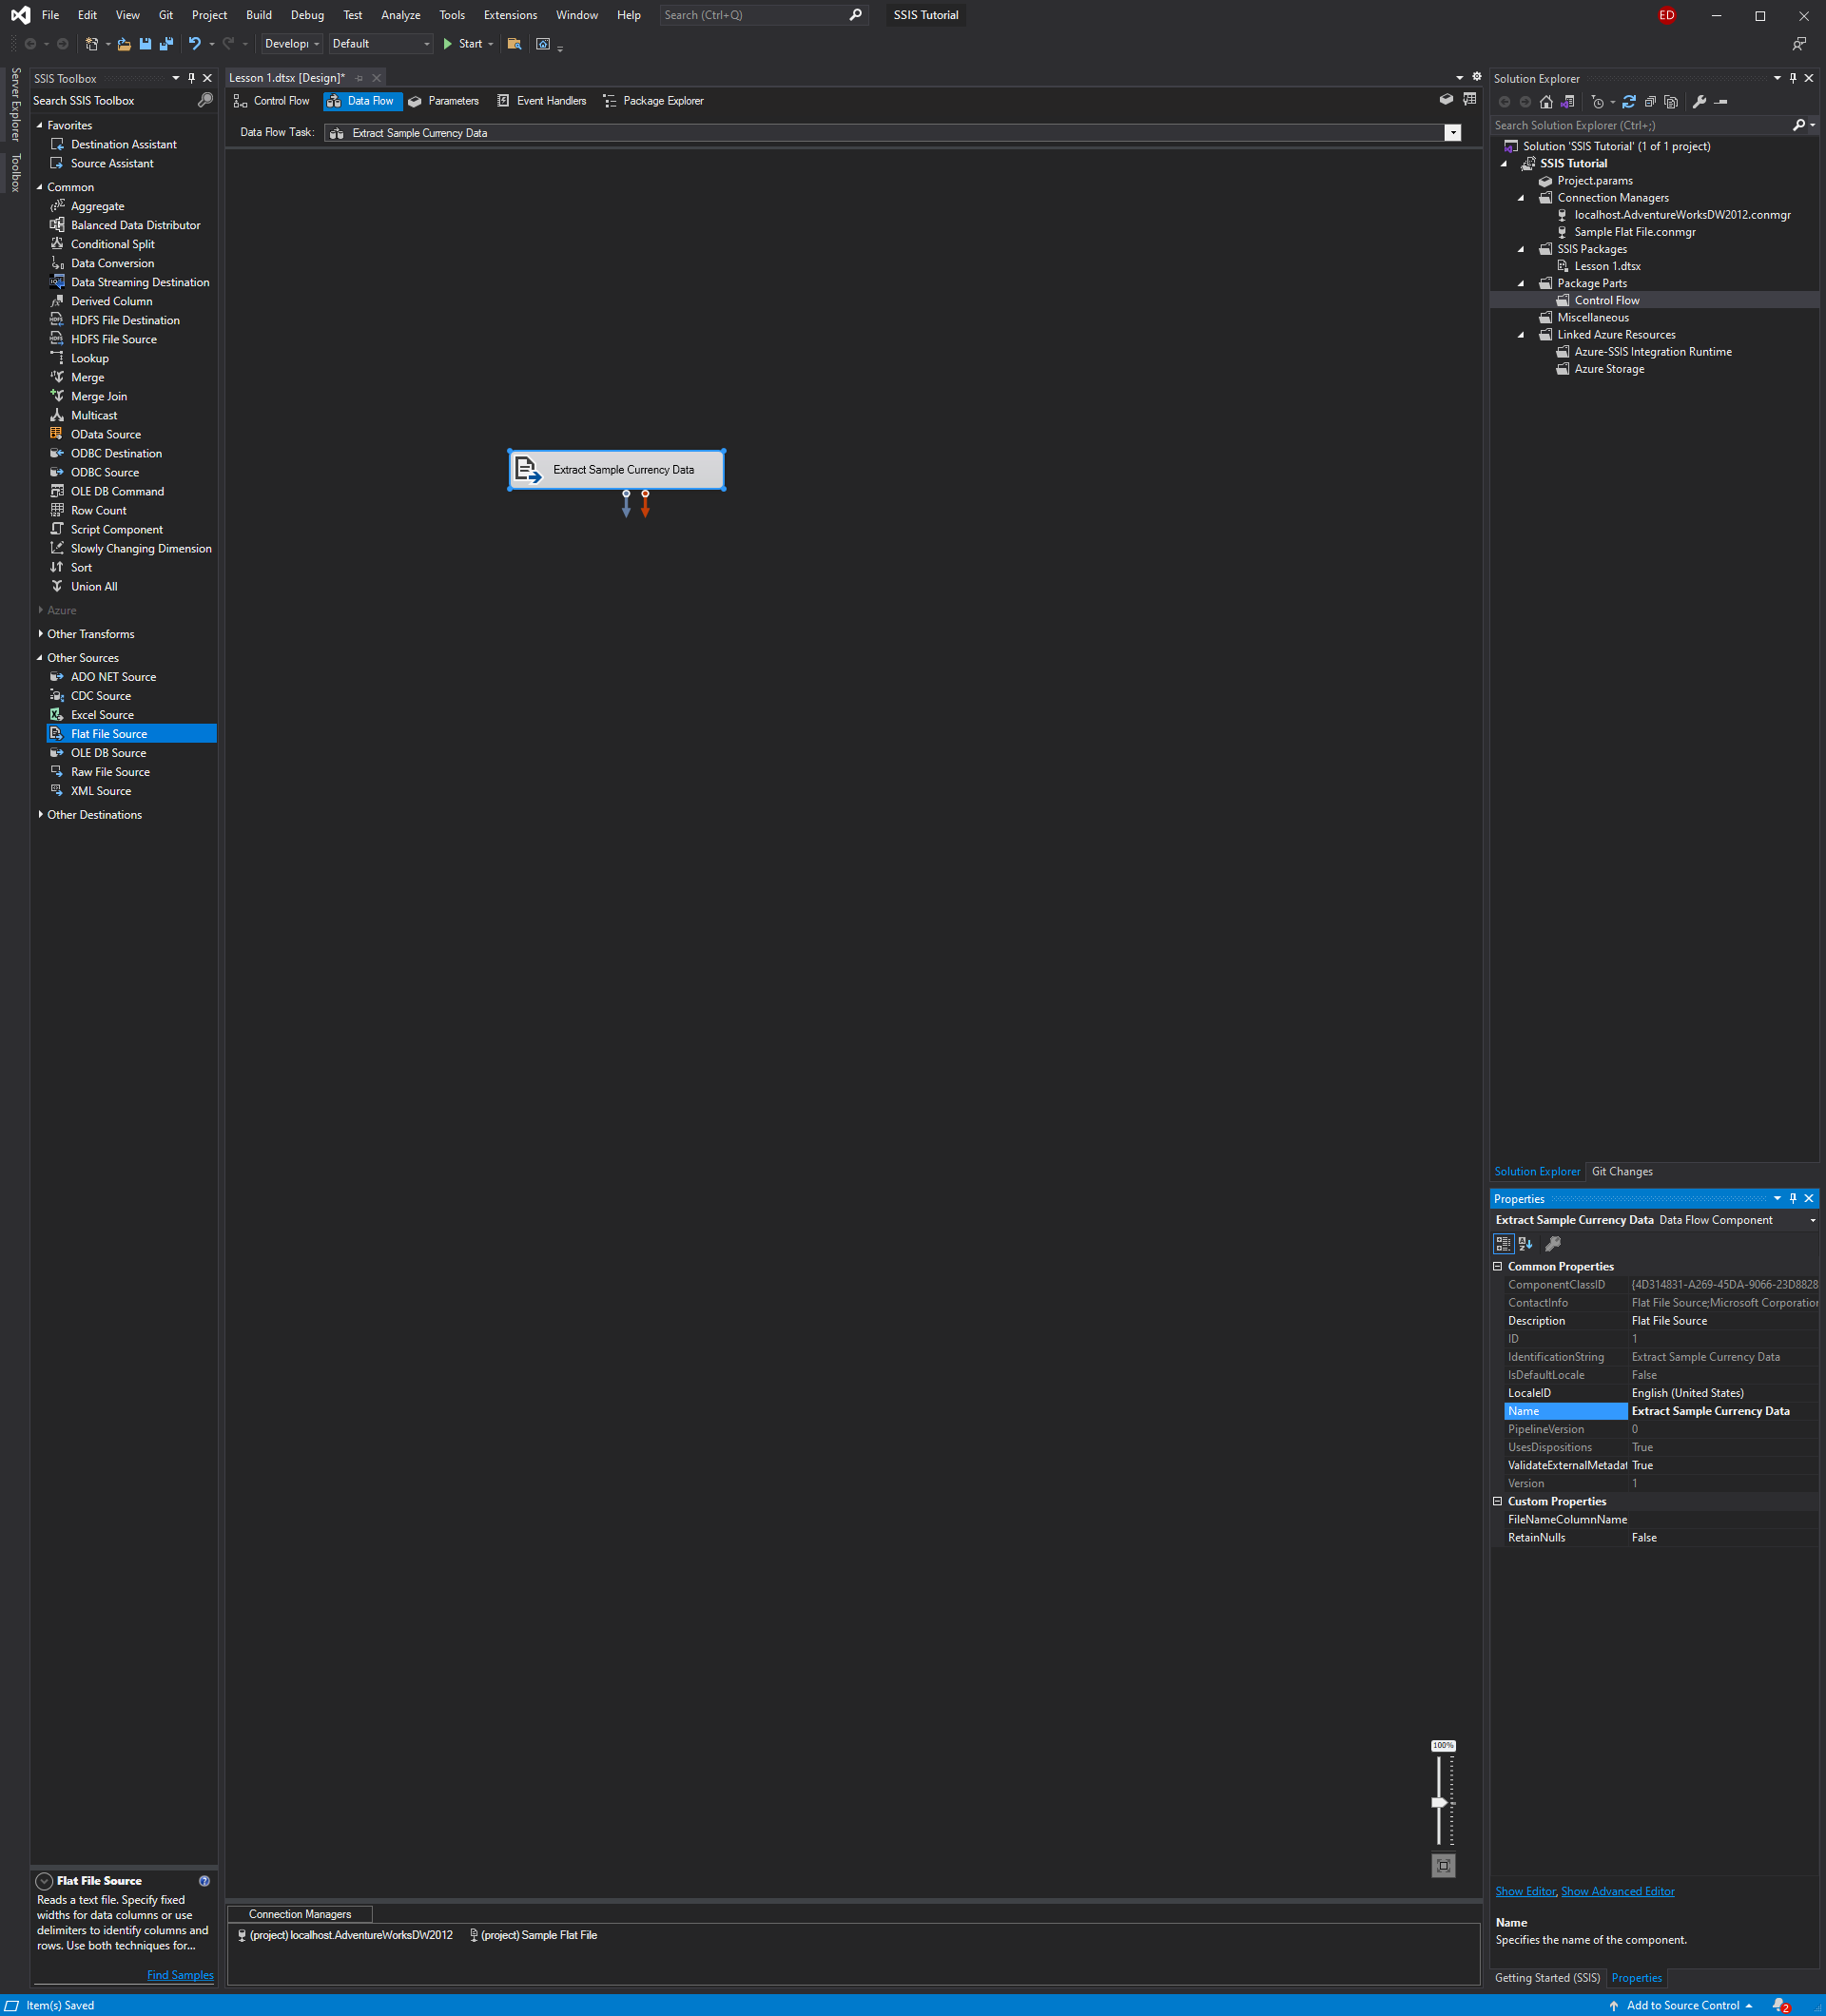 File Edit View Git Project Build Debug Test Analyze Tools Extensions Window Help Search (Ctrl+Q) SSIS Tutorial ED
Developi Default Start
Server Explorer
Toolbox
SSIS Toolbox
Search SSIS Toolbox
Favorites
Destination Assistant
Source Assistant
Common
Aggregate
Balanced Data Distributor
Conditional Split
Data Conversion
Data Streaming Destination
Derived Column
HDFS File Destination
HDFS File Source
Lookup
Merge
Merge Join
Multicast
OData Source
ODBC Destination
ODBC Source
OLE DB Command
Row Count
Script Component
Slowly Changing Dimension
Sort
Union All
Azure
Other Transforms
Other Sources
ADO NET Source
CDC Source
Excel Source
Flat File Source
OLE DB Source
Raw File Source
XML Source
Other Destinations
Flat File Source
Reads a text file. Specify fixed
widths for data columns or use
delimiters to identify columns and
rows. Use both techniques for...
Find Samples
Lesson 1.dtsx [Design]*
Control Flow Data Flow Parameters Event Handlers Package Explorer
Data Flow Task: Extract Sample Currency Data
Extract Sample Currency Data
100%
Connection Managers
(project) localhost.AdventureWorksDW2012 (project) Sample Flat File
Solution Explorer
Search Solution Explorer (Ctrl+;)
Solution 'SSIS Tutorial' (1 of 1 project)
SSIS Tutorial
Project.params
Connection Managers
localhost.AdventureWorksDW2012.conmgr
Sample Flat File.conmgr
SSIS Packages
Lesson 1.dtsx
Package Parts
Control Flow
Miscellaneous
Linked Azure Resources
Azure-SSIS Integration Runtime
Azure Storage
Solution Explorer Git Changes
Properties
Extract Sample Currency Data Data Flow Component
Common Properties
ComponentClassID {4D314831-A269-45DA-9066-23D8828
ContactInfo Flat File Source;Microsoft Corporation
Description Flat File Source
ID 1
IdentificationString Extract Sample Currency Data
IsDefaultLocale False
LocaleID English (United States)
Name Extract Sample Currency Data
PipelineVersion 0
UsesDispositions True
ValidateExternalMetadat True
Version 1
Custom Properties
FileNameColumnName
RetainNulls False
Show Editor, Show Advanced Editor
Name
Specifies the name of the component.
Getting Started (SSIS) Properties
Item(s) Saved Add to Source Control 2